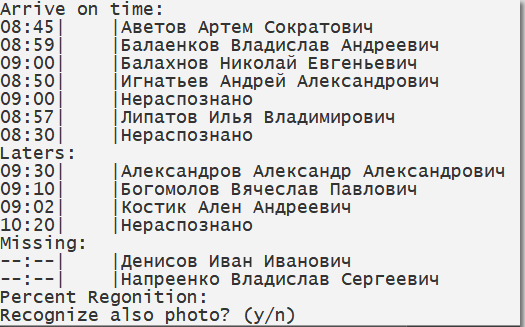 Arrive on time:
08:45|    |Аветов Артем Сократович
08:59|    |Балаенков Владислав Андреевич
09:00|    |Балахнов Николай Евгеньевич
08:50|    |Игнатьев Андрей Александрович
09:00|    |Нераспознано
08:57|    |Липатов Илья Владимирович
08:30|    |Нераспознано
Laters:
09:30|    |Александров Александр Александрович
09:10|    |Богомолов Вячеслав Павлович
09:02|    |Костик Ален Андреевич
10:20|    |Нераспознано
Missing:
--:--|    |Денисов Иван Иванович
--:--|    |Напреенко Владислав Сергеевич
Percent Regonition:
Recognize also photo? (y/n)